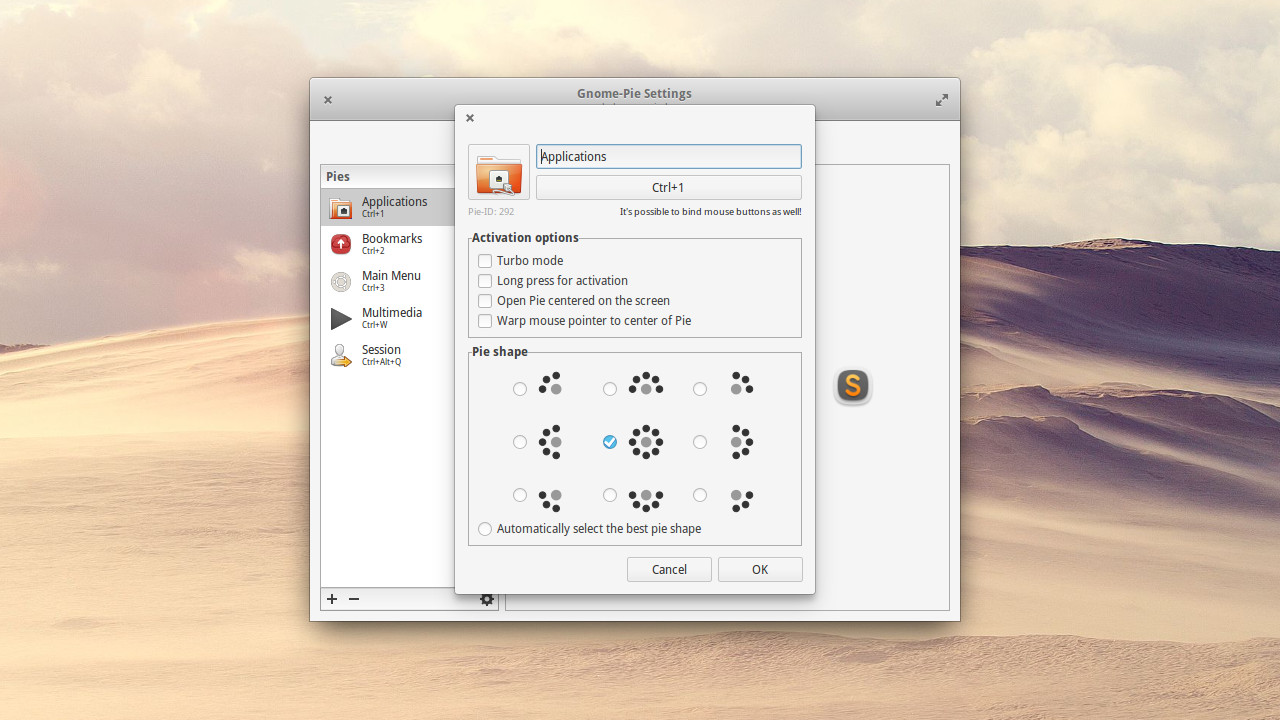 Gnome-Pie Settings
Pies
Applications
Ctrl+1
Bookmarks
Ctrl+2
Main Menu
Ctrl+3
Multimedia
Ctrl+W
Session
Ctrl+Alt+Q
Applications
Ctrl+1
Pie-ID: 292
It's possible to bind mouse buttons as well!
Activation options
Turbo mode
Long press for activation
Open Pie centered on the screen
Warp mouse pointer to center of Pie
Pie shape
Automatically select the best pie shape
Cancel
OK
S